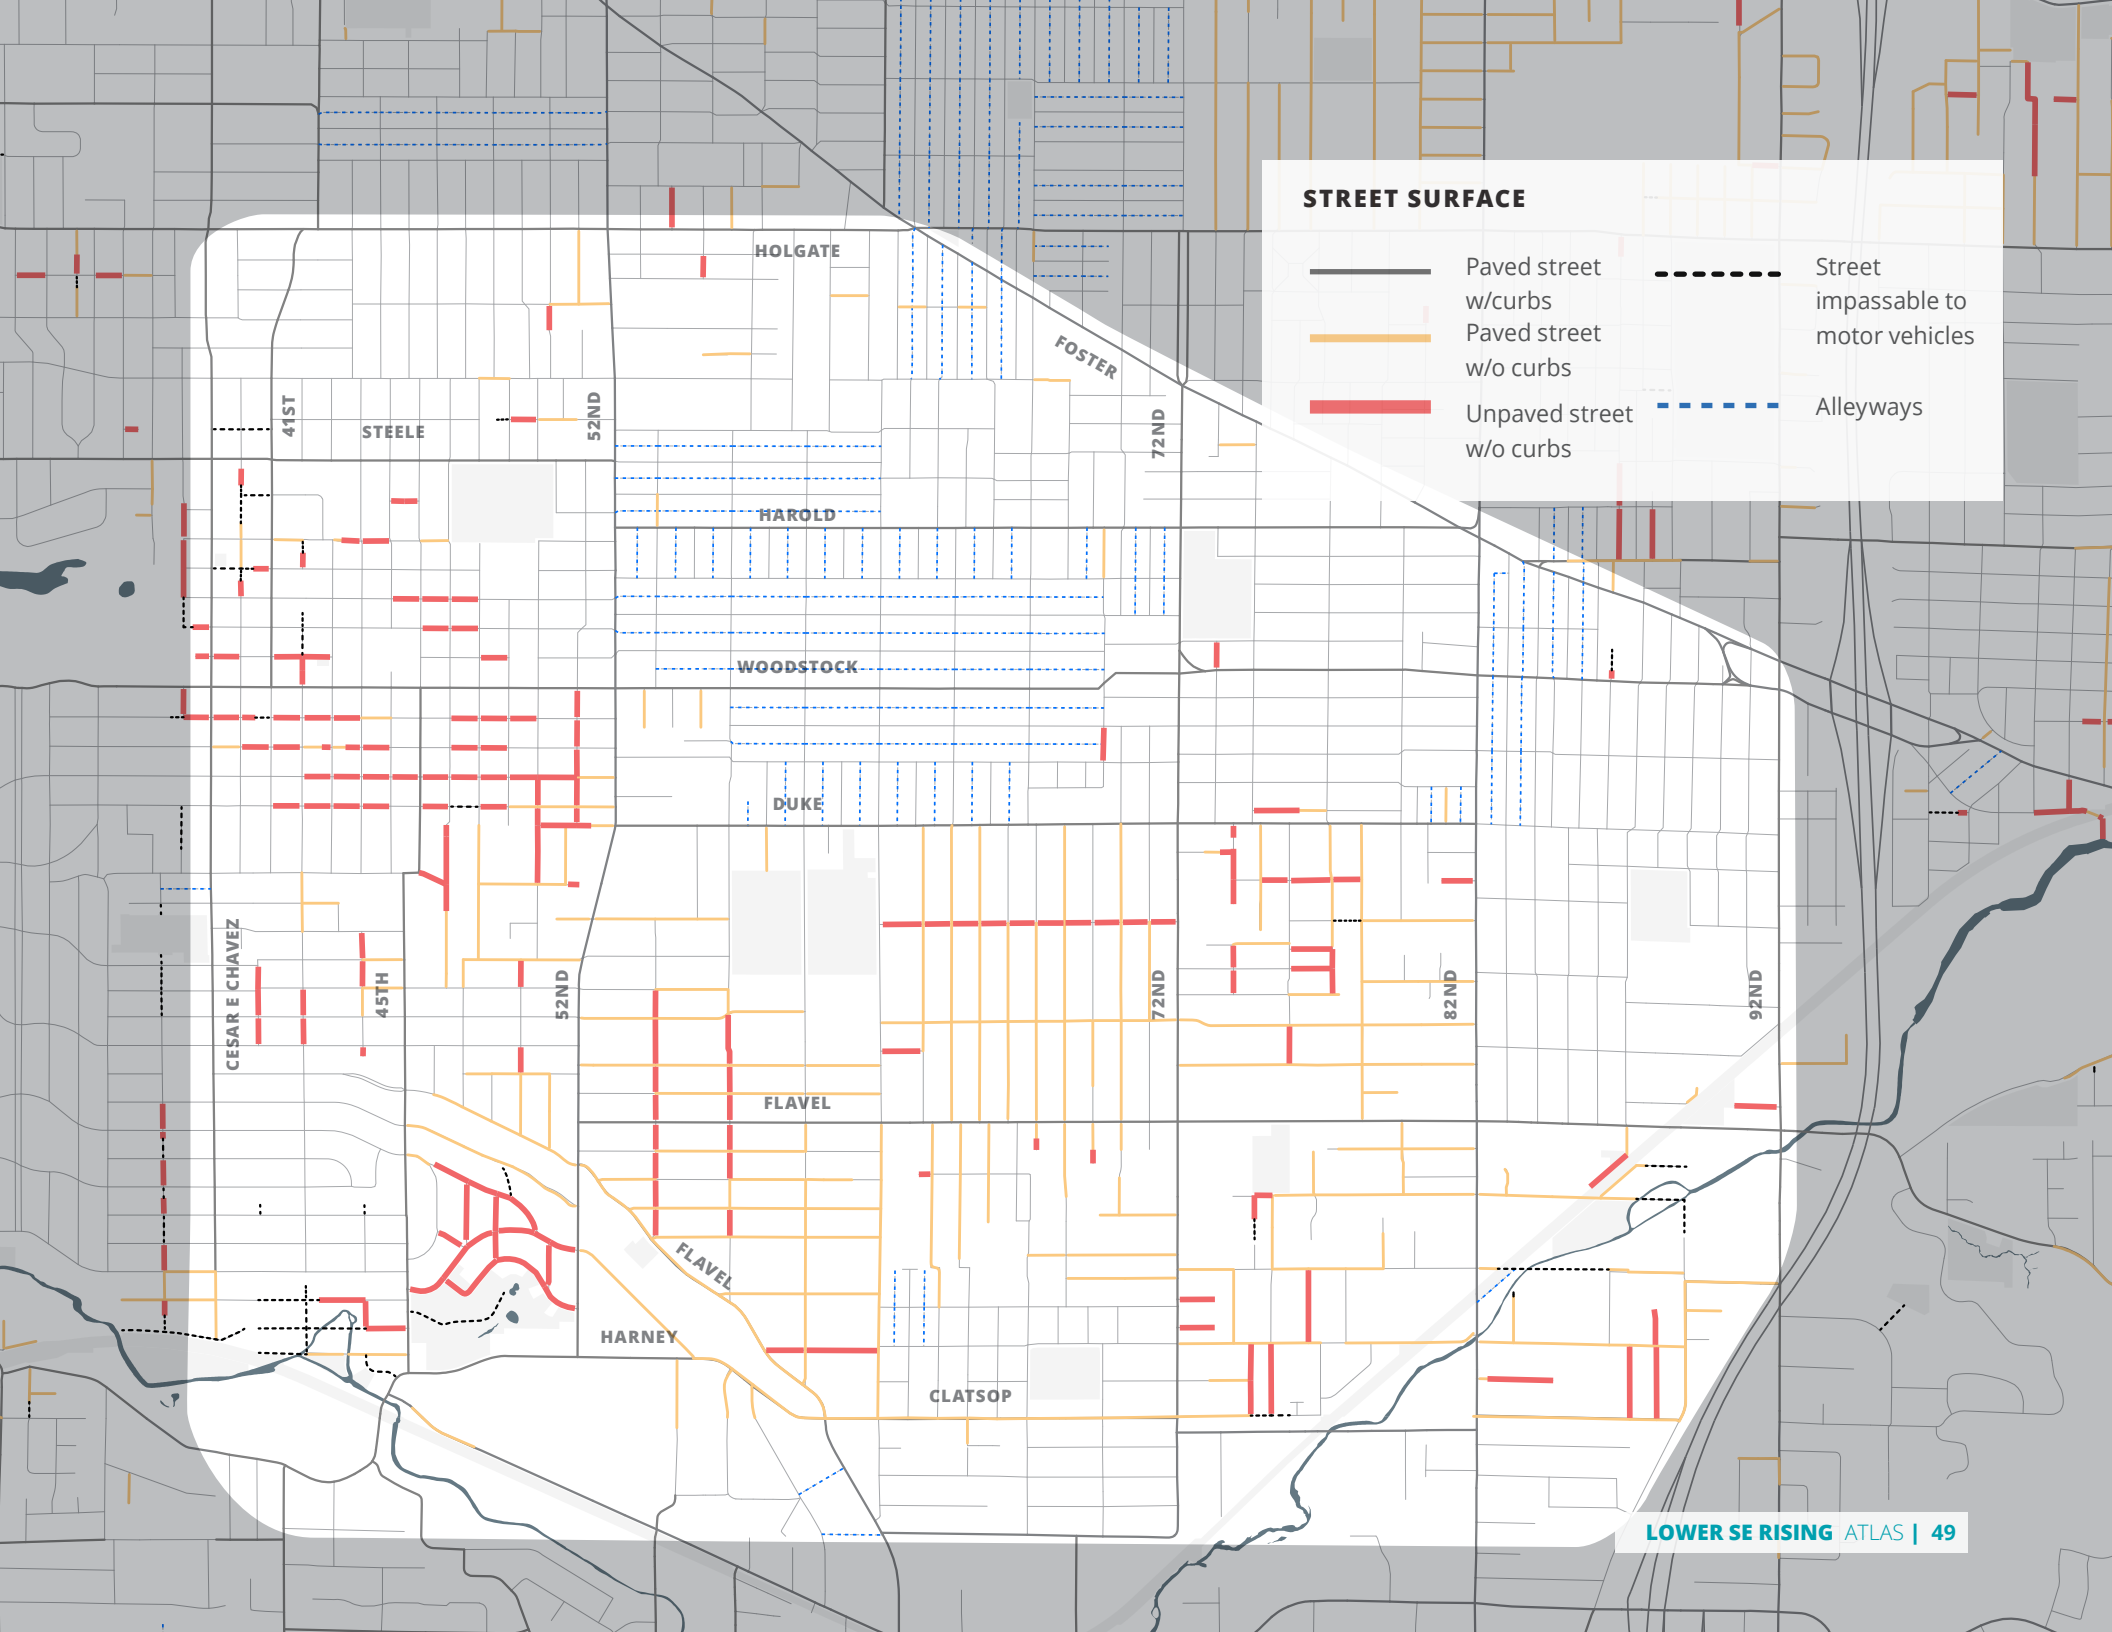 STREET SURFACE
Paved street
w/curbs
Paved street
w/o curbs
Unpaved street
w/o curbs
Street
impassable to
motor vehicles
Alleyways
HOLGATE
FOSTER
41ST
STEELE
52ND
72ND
HAROLD
WOODSTOCK
DUKE
CESAR E CHAVEZ
45TH
52ND
72ND
82ND
92ND
FLAVEL
FLAVEL
HARNEY
CLATSOP
LOWER SE RISING ATLAS | 49